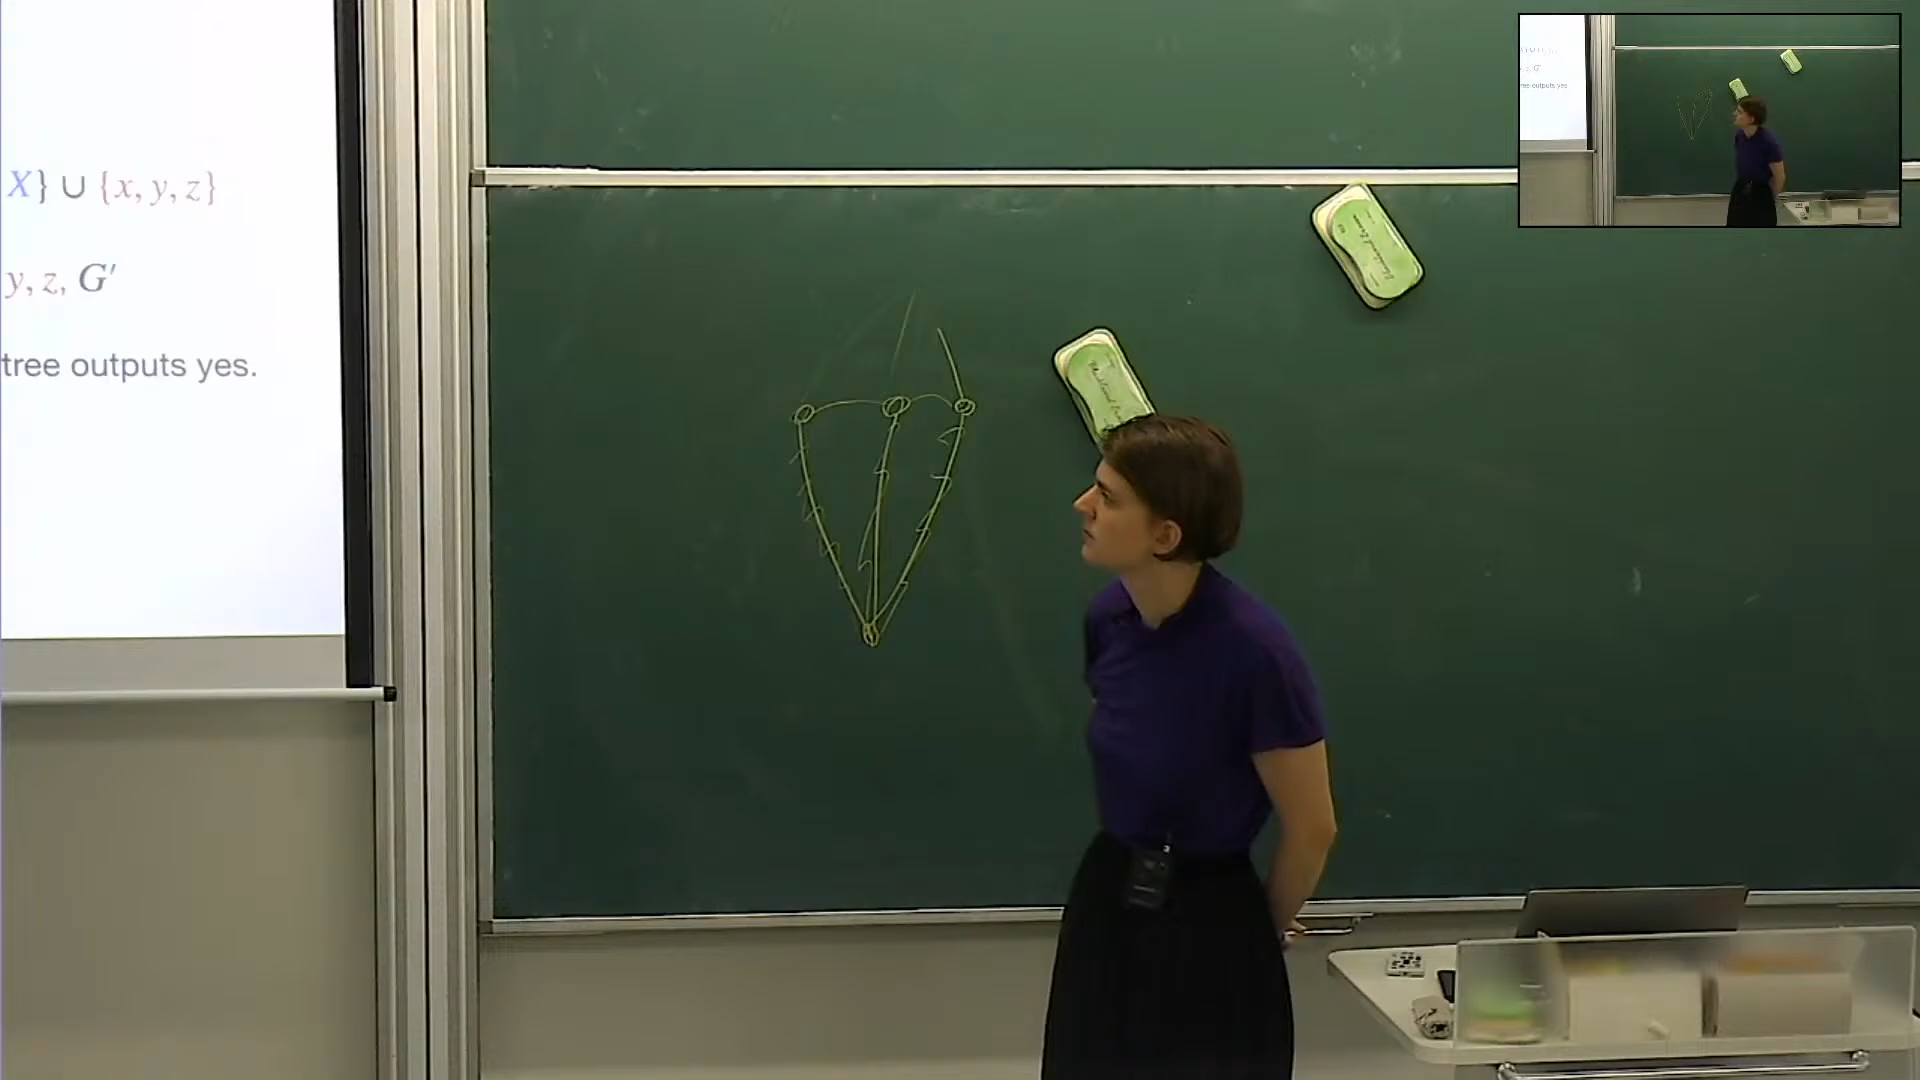 X} ∪ {x, y, z}
y, z, G′
tree outputs yes.